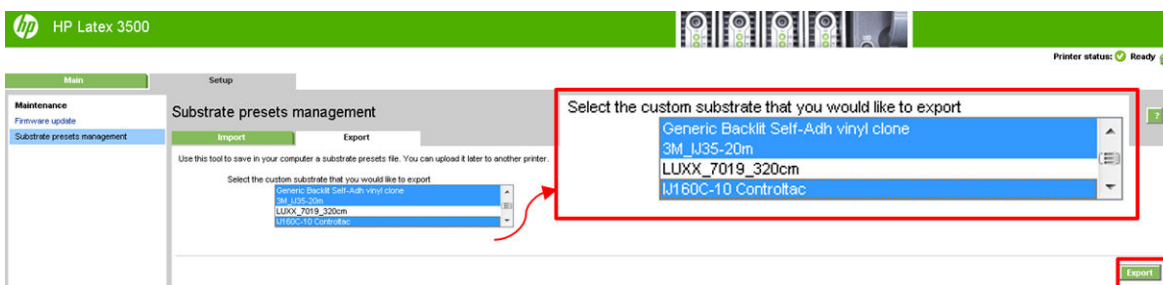 hp HP Latex 3500
Printer status: Ready
Main Setup
Maintenance
Firmware update
Substrate presets management
Substrate presets management
Import Export
Use this tool to save in your computer a substrate presets file. You can upload it later to another printer.
Select the custom substrate that you would like to export
Generic Backlit Self-Adh vinyl clone
3M_IJ35-20m
LUXX_7019_320cm
IJ160C-10 Controltac
Select the custom substrate that you would like to export
Generic Backlit Self-Adh vinyl clone
3M_IJ35-20m
LUXX_7019_320cm
IJ160C-10 Controltac
?
Export